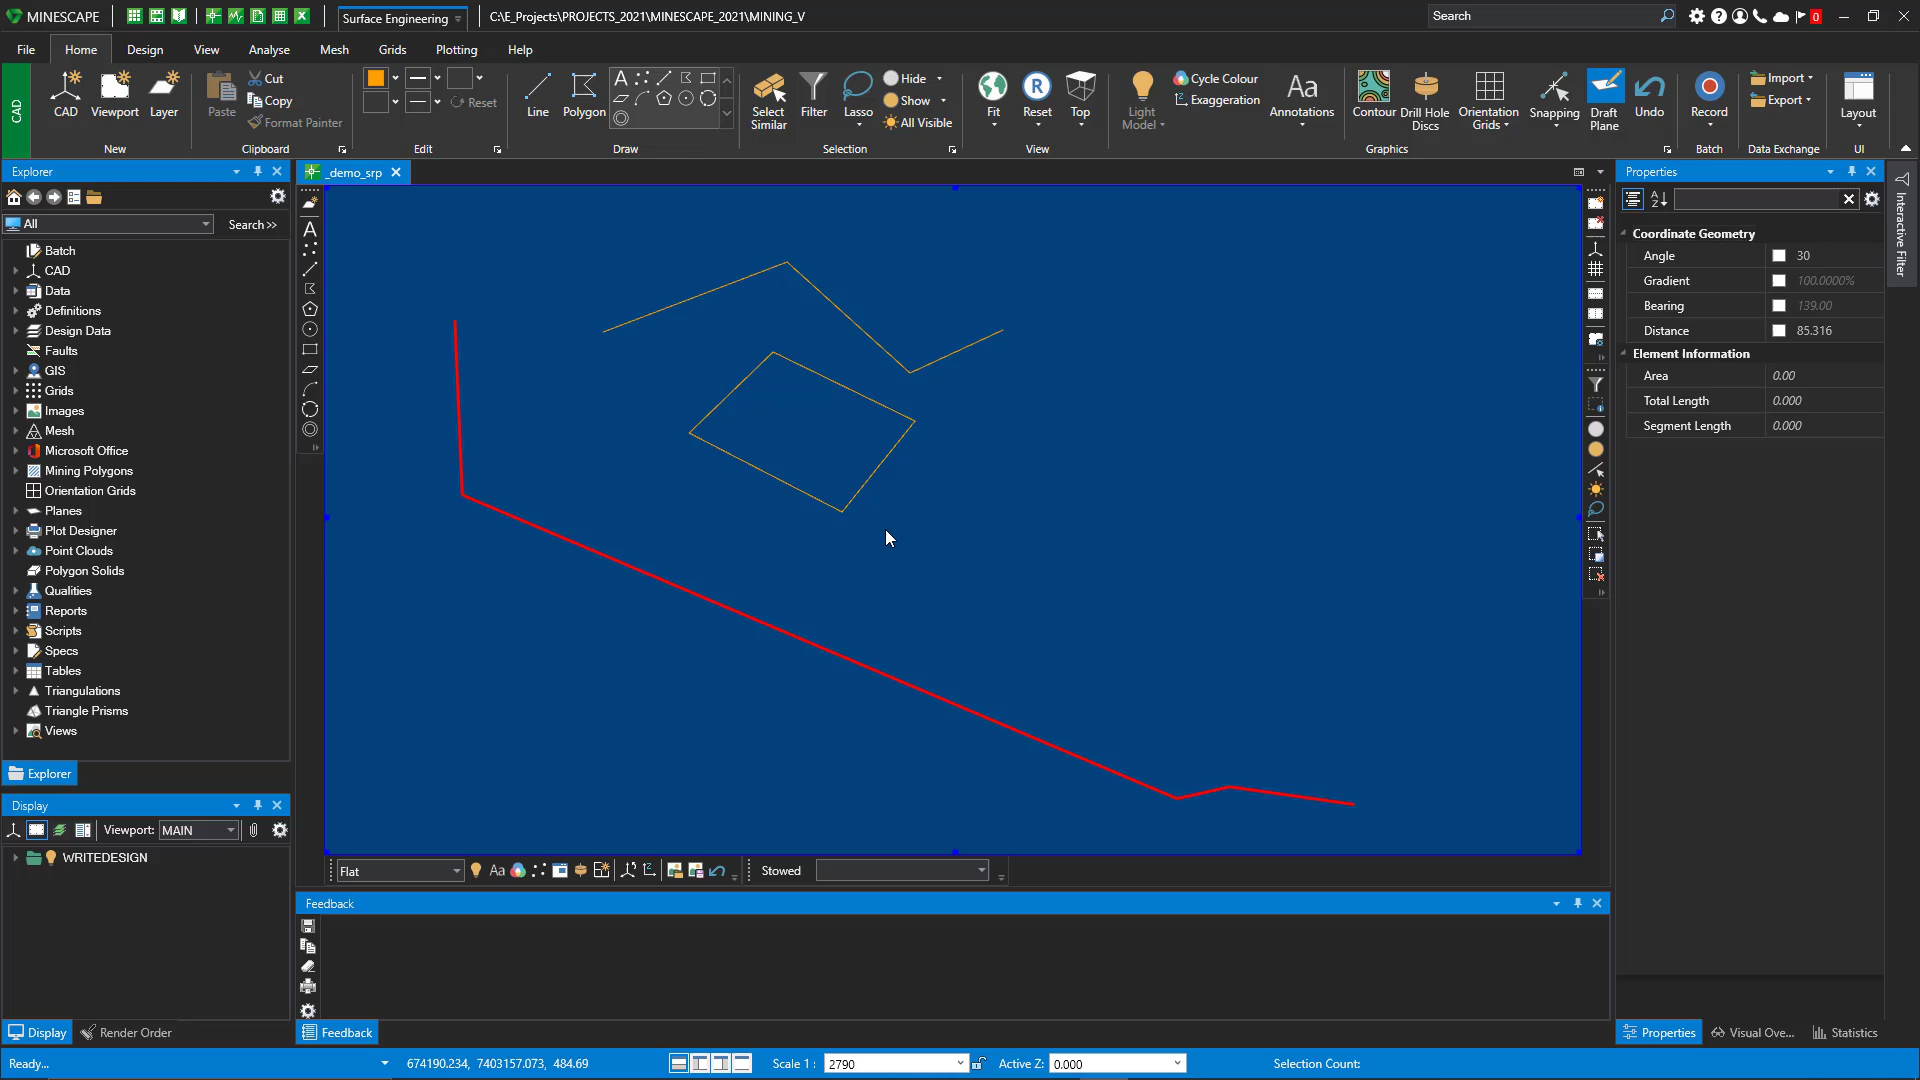 MINESCAPE
Surface Engineering
C:\E_Projects\PROJECTS_2021\MINESCAPE_2021\MINING_V
Search
0
File Home Design View Analyse Mesh Grids Plotting Help
CAD
CAD
Viewport
Layer
New
Paste
Cut
Copy
Format Painter
Clipboard
Reset
Edit
Line
Polygon
Draw
Select
Similar
Filter
Lasso
Hide
Show
All Visible
Selection
Fit
Reset
Top
View
Light
Model
Cycle Colour
Exaggeration
Aa
Annotations
Contour
Drill Hole
Discs
Orientation
Grids
Snapping
Draft
Plane
Undo
Graphics
Record
Batch
Import
Export
Data Exchange
Layout
UI
Explorer
All
Search>>
Batch
CAD
Data
Definitions
Design Data
Faults
GIS
Grids
Images
Mesh
Microsoft Office
Mining Polygons
Orientation Grids
Planes
Plot Designer
Point Clouds
Polygon Solids
Qualities
Reports
Scripts
Specs
Tables
Triangulations
Triangle Prisms
Views
Explorer
Display
Viewport: MAIN
WRITEDESIGN
Display
Render Order
_demo_srp
Flat
Aa
Stowed
Feedback
Feedback
Properties
Coordinate Geometry
Angle 30
Gradient 100.0000%
Bearing 139.00
Distance 85.316
Element Information
Area 0.00
Total Length 0.000
Segment Length 0.000
Interactive Filter
Properties
Visual Ove...
Statistics
Ready...
674190.234, 7403157.073, 484.69
Scale 1 : 2790
Active Z: 0.000
Selection Count: